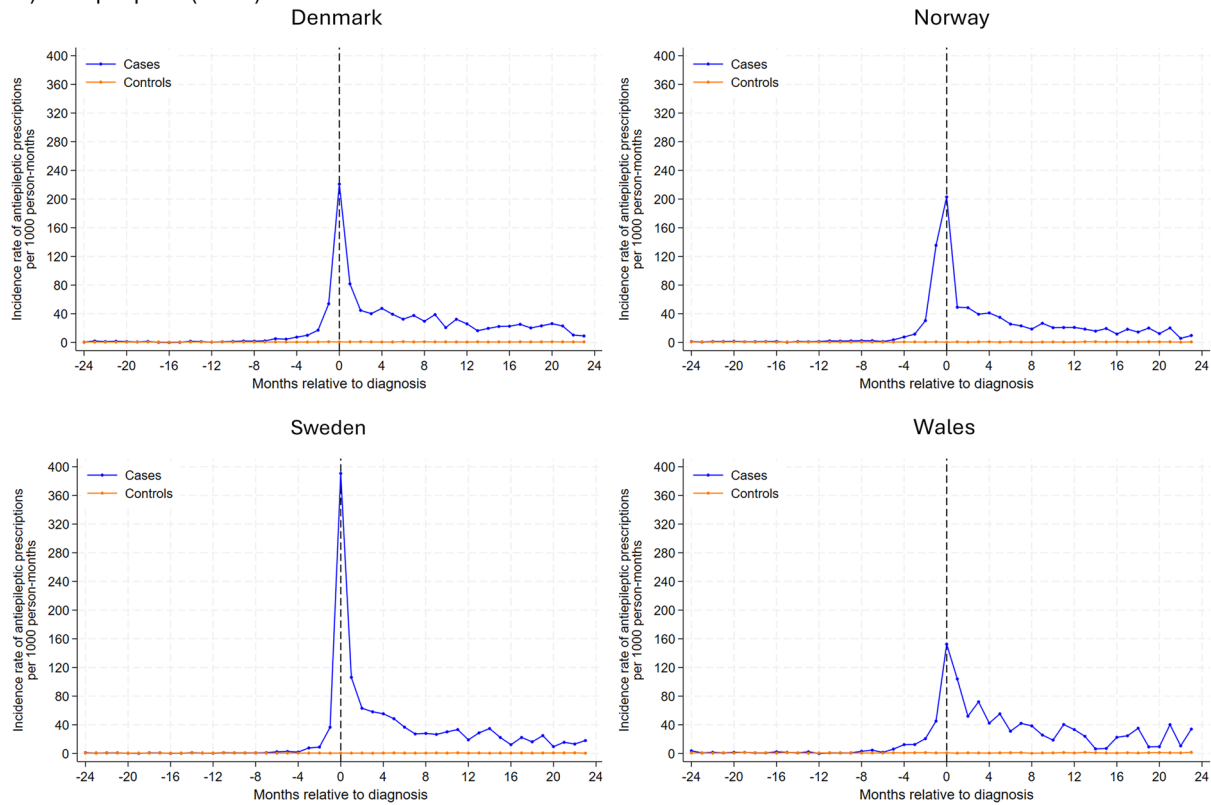 Denmark
Norway
400
360
320
280
240
200
160
120
80
40
0
Incidence rate of antiepileptic prescriptions
per 1000 person-months
Cases
Controls
-24 -20 -16 -12 -8 -4 0 4 8 12 16 20 24
Months relative to diagnosis
400
360
320
280
240
200
160
120
80
40
0
Incidence rate of antiepileptic prescriptions
per 1000 person-months
Cases
Controls
-24 -20 -16 -12 -8 -4 0 4 8 12 16 20 24
Months relative to diagnosis
Sweden
Wales
400
360
320
280
240
200
160
120
80
40
0
Incidence rate of antiepileptic prescriptions
per 1000 person-months
Cases
Controls
-24 -20 -16 -12 -8 -4 0 4 8 12 16 20 24
Months relative to diagnosis
400
360
320
280
240
200
160
120
80
40
0
Incidence rate of antiepileptic prescriptions
per 1000 person-months
Cases
Controls
-24 -20 -16 -12 -8 -4 0 4 8 12 16 20 24
Months relative to diagnosis